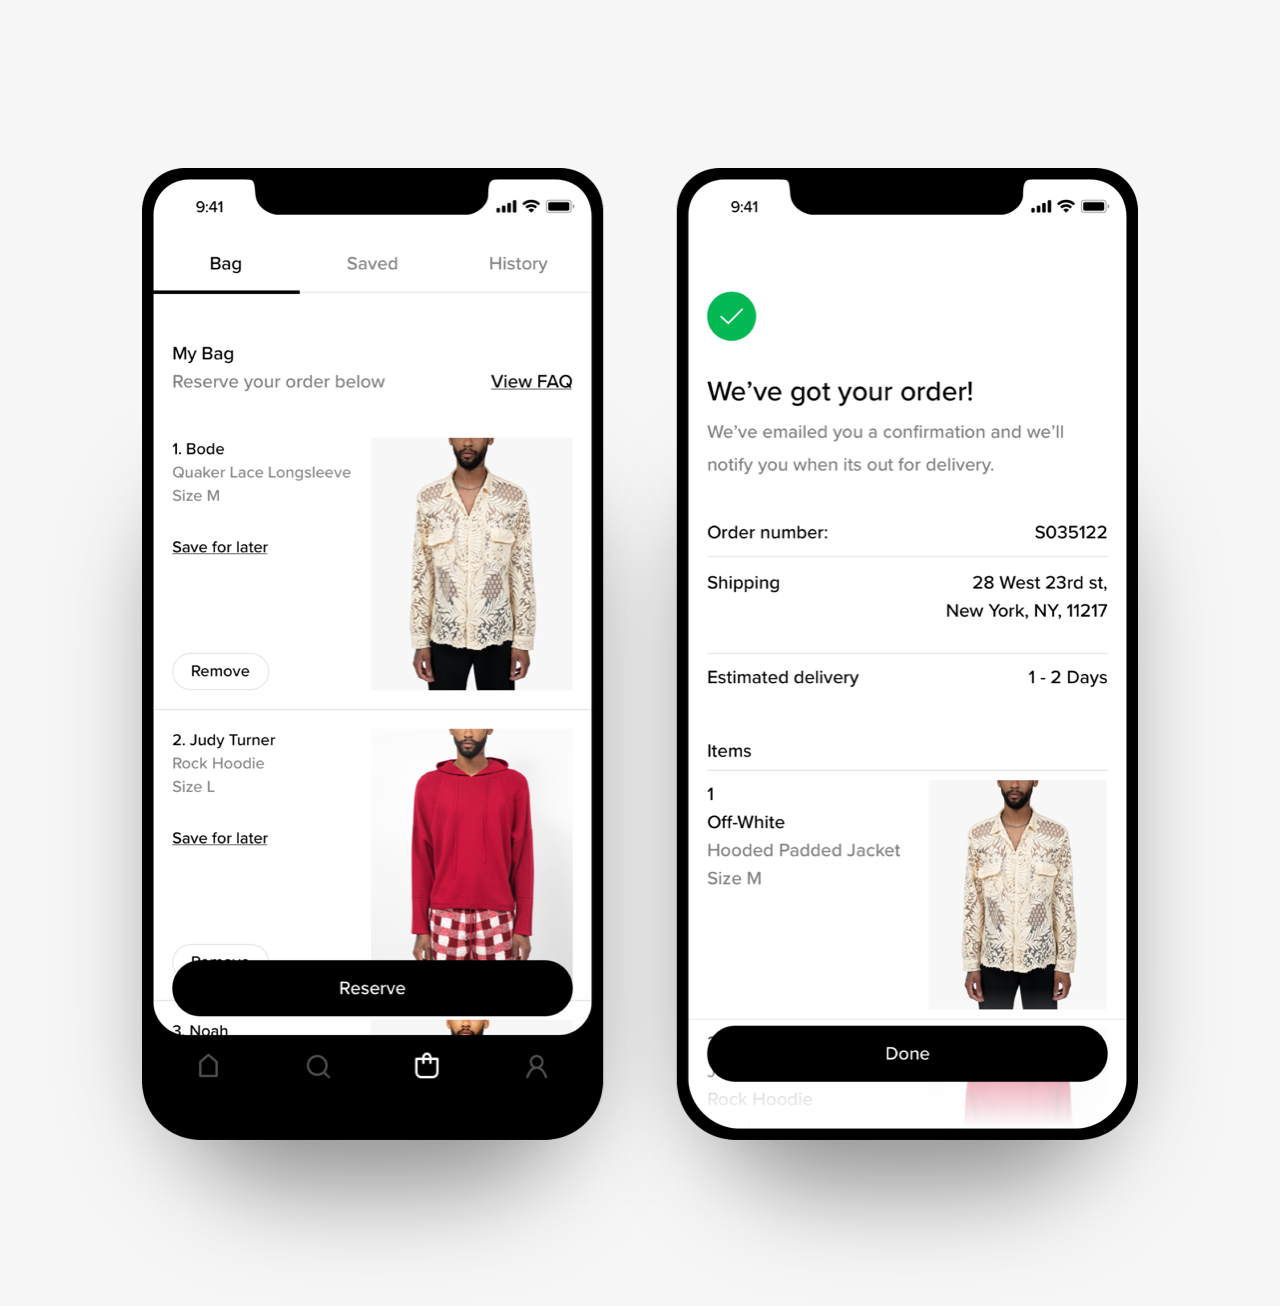 9:41
Bag
Saved
History
My Bag
Reserve your order below
View FAQ
1. Bode
Quaker Lace Longsleeve
Size M
Save for later
Remove
2. Judy Turner
Rock Hoodie
Size L
Save for later
Remove
Reserve
3. Noah
9:41
We've got your order!
We've emailed you a confirmation and we'll
notify you when its out for delivery.
Order number:
S035122
Shipping
28 West 23rd st,
New York, NY, 11217
Estimated delivery
1 - 2 Days
Items
1
Off-White
Hooded Padded Jacket
Size M
Done
Rock Hoodie